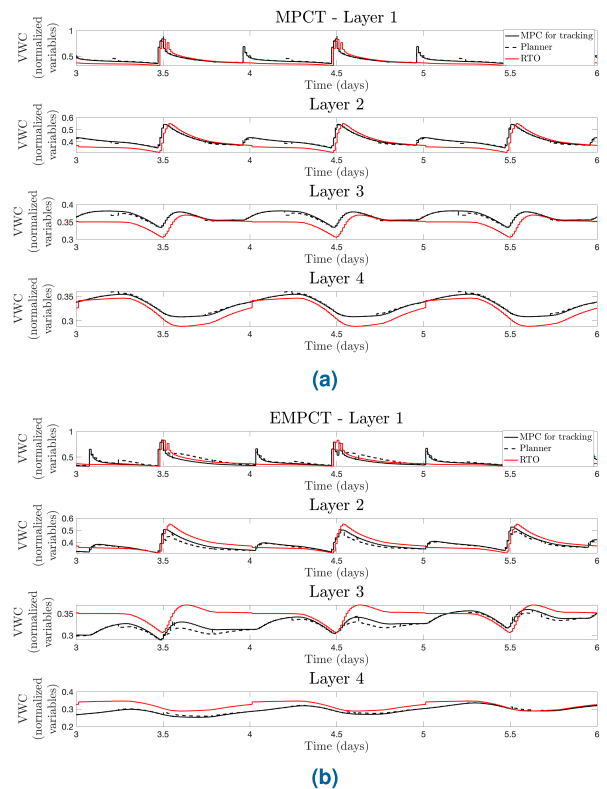 MPCT - Layer 1
VWC
(normalized
variables)
1
0.5
MPC for tracking
Planner
RTO
3 3.5 4 4.5 5 5.5 6
Time (days)
Layer 2
VWC
(normalized
variables)
0.6
0.5
0.4
3 3.5 4 4.5 5 5.5 6
Time (days)
Layer 3
VWC
(normalized
variables)
0.4
0.35
0.3
3 3.5 4 4.5 5 5.5 6
Time (days)
Layer 4
VWC
(normalized
variables)
0.35
0.3
3 3.5 4 4.5 5 5.5 6
Time (days)
(a)
EMPCT - Layer 1
VWC
(normalized
variables)
1
0.5
MPC for tracking
Planner
RTO
3 3.5 4 4.5 5 5.5 6
Time (days)
Layer 2
VWC
(normalized
variables)
0.6
0.5
0.4
3 3.5 4 4.5 5 5.5 6
Time (days)
Layer 3
VWC
(normalized
variables)
0.35
0.3
3 3.5 4 4.5 5 5.5 6
Time (days)
Layer 4
VWC
(normalized
variables)
0.4
0.3
0.2
3 3.5 4 4.5 5 5.5 6
Time (days)
(b)